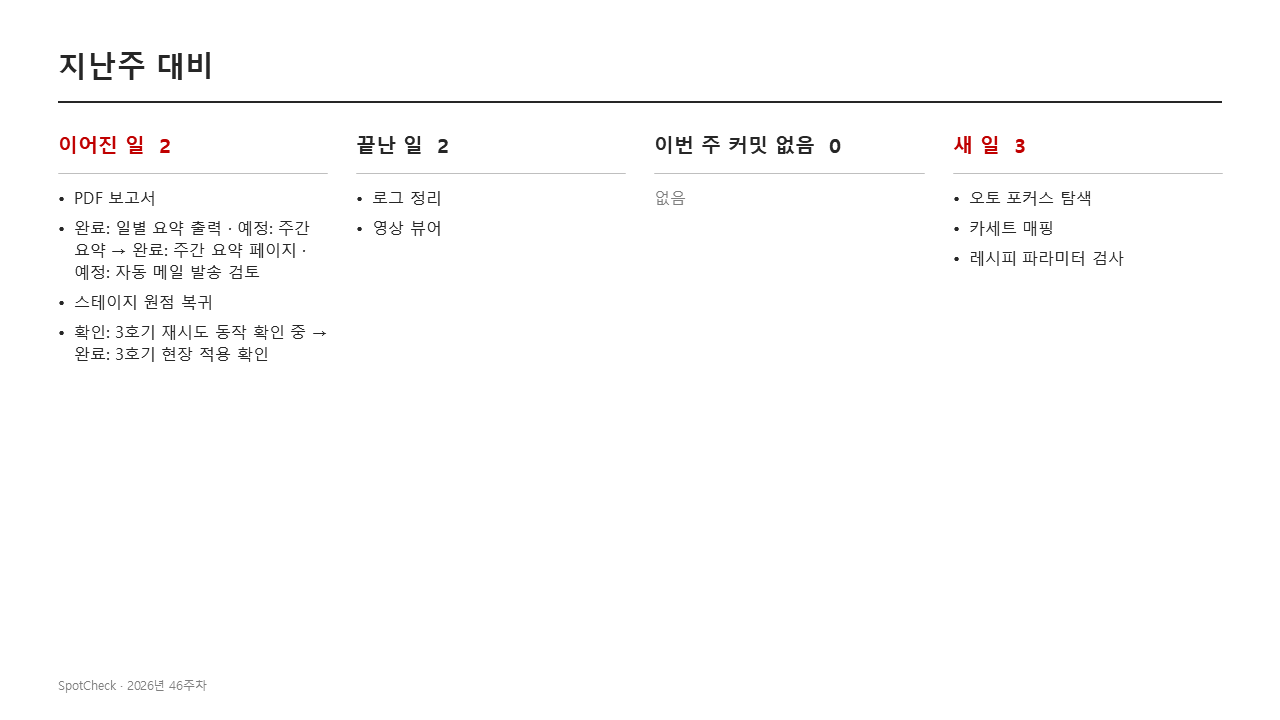 지난주 대비
이어진 일 2
• PDF 보고서
• 완료: 일별 요약 출력 · 예정: 주간
요약 → 완료: 주간 요약 페이지 ·
예정: 자동 메일 발송 검토
• 스테이지 원점 복귀
• 확인: 3호기 재시도 동작 확인 중 →
완료: 3호기 현장 적용 확인
끝난 일 2
• 로그 정리
• 영상 뷰어
이번 주 커밋 없음 0
없음
새 일 3
• 오토 포커스 탐색
• 카세트 매핑
• 레시피 파라미터 검사
SpotCheck · 2026년 46주차